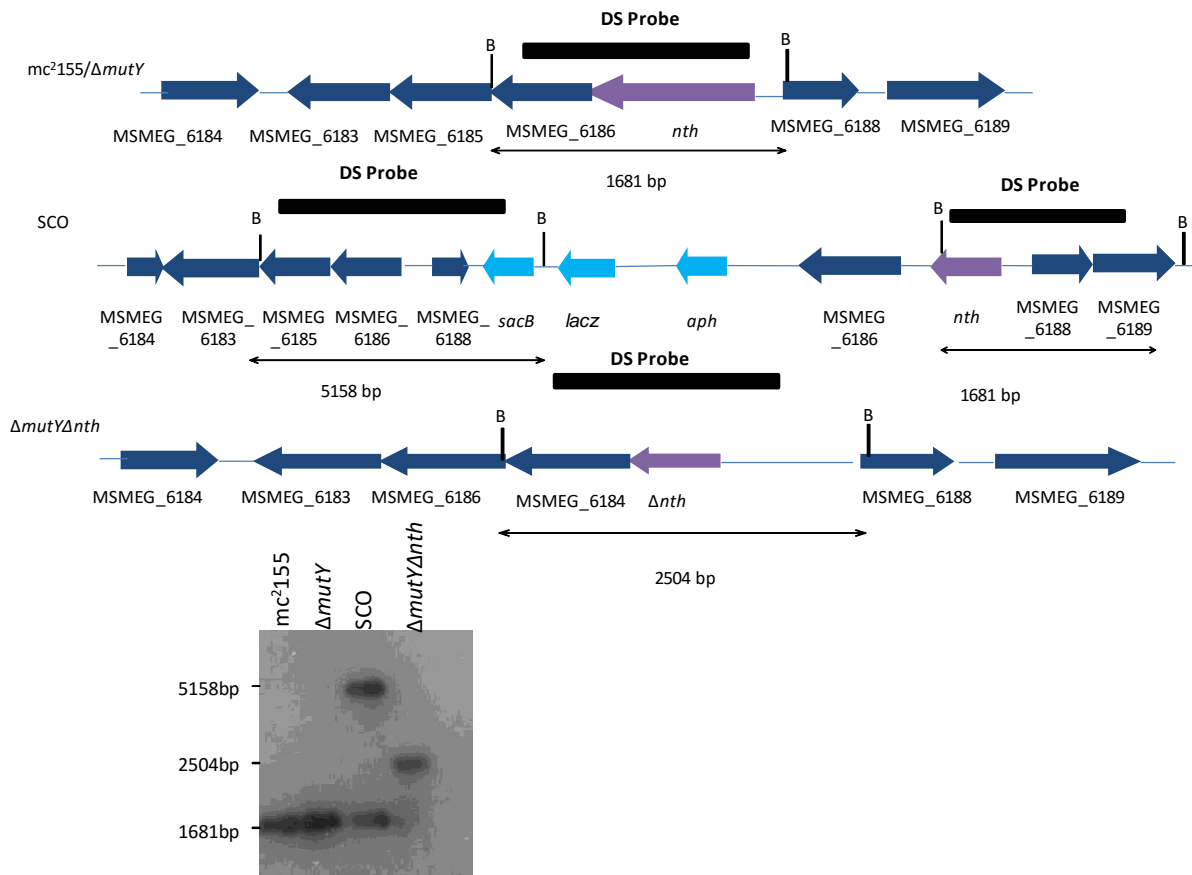 DS Probe
B
B
mc²155/ΔmutY
MSMEG_6184
MSMEG_6183
MSMEG_6185
MSMEG_6186
nth
MSMEG_6188
MSMEG_6189
1681 bp
DS Probe
DS Probe
SCO
B
B
B
B
MSMEG
_6184
MSMEG_
6183
MSMEG_
6185
MSMEG_
6186
MSMEG_
6188
sacB
lacz
aph
MSMEG
_6186
nth
MSMEG
_6188
MSMEG
_6189
5158 bp
1681 bp
DS Probe
ΔmutYΔnth
B
B
MSMEG_6184
MSMEG_6183
MSMEG_6186
MSMEG_6184
Δnth
MSMEG_6188
MSMEG_6189
2504 bp
mc²155
ΔmutY
SCO
ΔmutYΔnth
5158bp
2504bp
1681bp